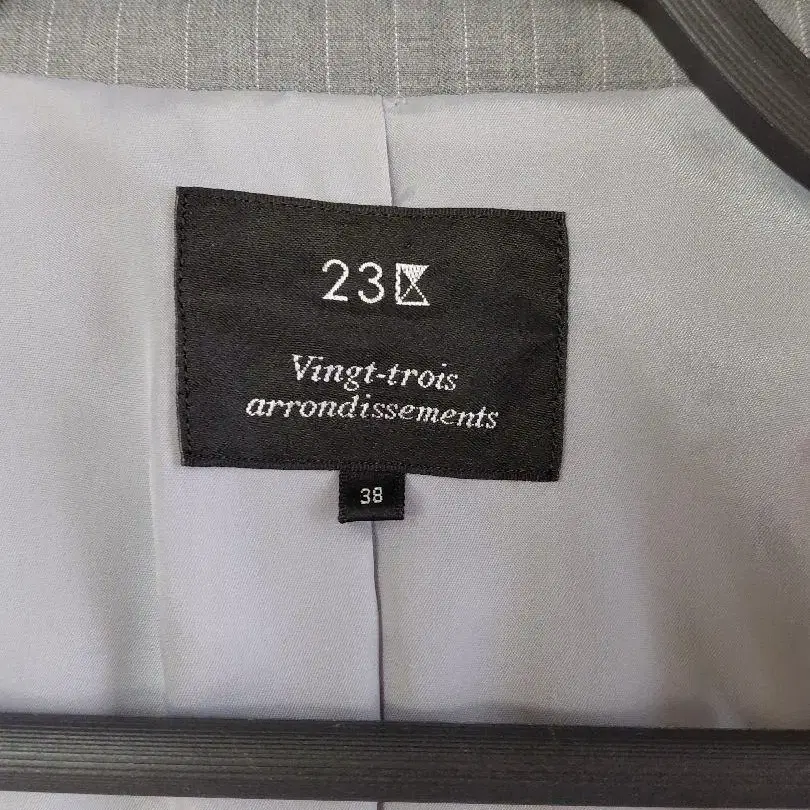 23区
Vingt-trois
arrondissements
38